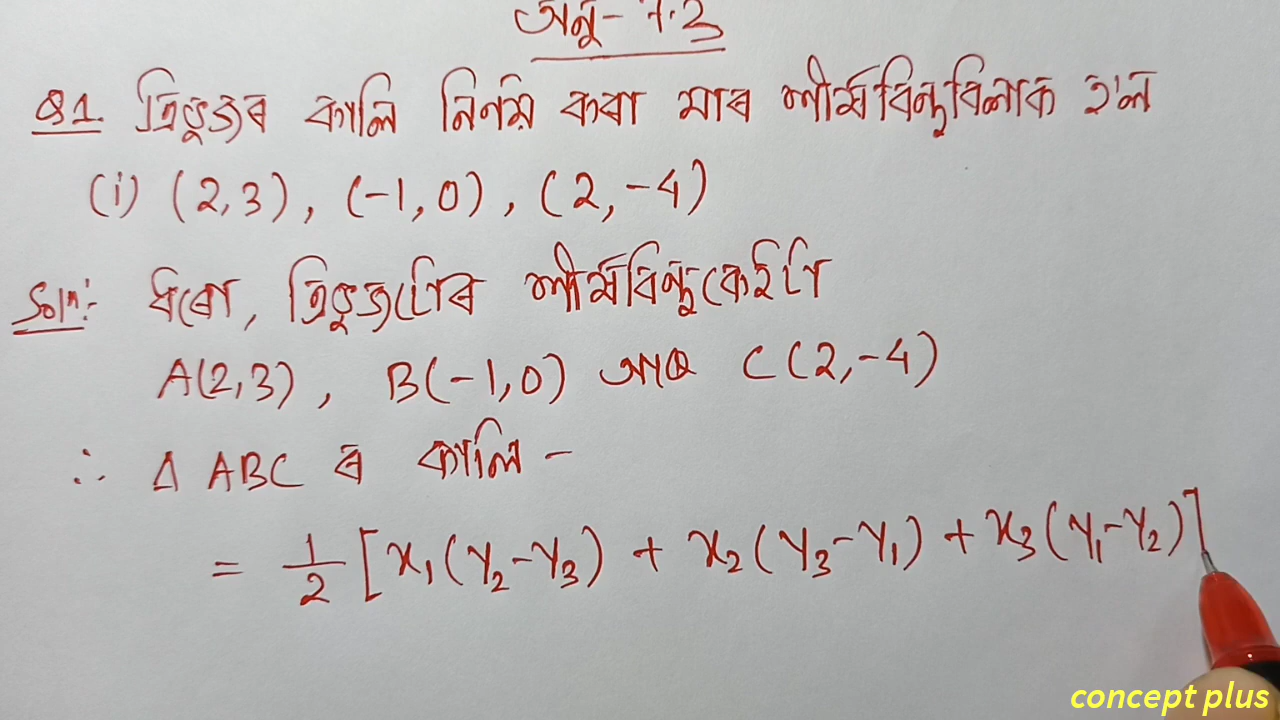 অনু- 7.3
Q1. ত্ৰিভুজৰ কালি নিৰ্ণয় কৰা যাৰ শীৰ্ষবিন্দুবিলাক হ'ল
(i) (2,3), (-1,0), (2,-4)
Soln: ধৰো, ত্ৰিভুজটোৰ শীৰ্ষবিন্দুকেইটা
A(2,3), B(-1,0) আৰু C(2,-4)
∴ Δ ABC ৰ কালি -
= 1/2 [x₁(y₂-y₃) + x₂(y₃-y₁) + x₃(y₁-y₂)]
concept plus